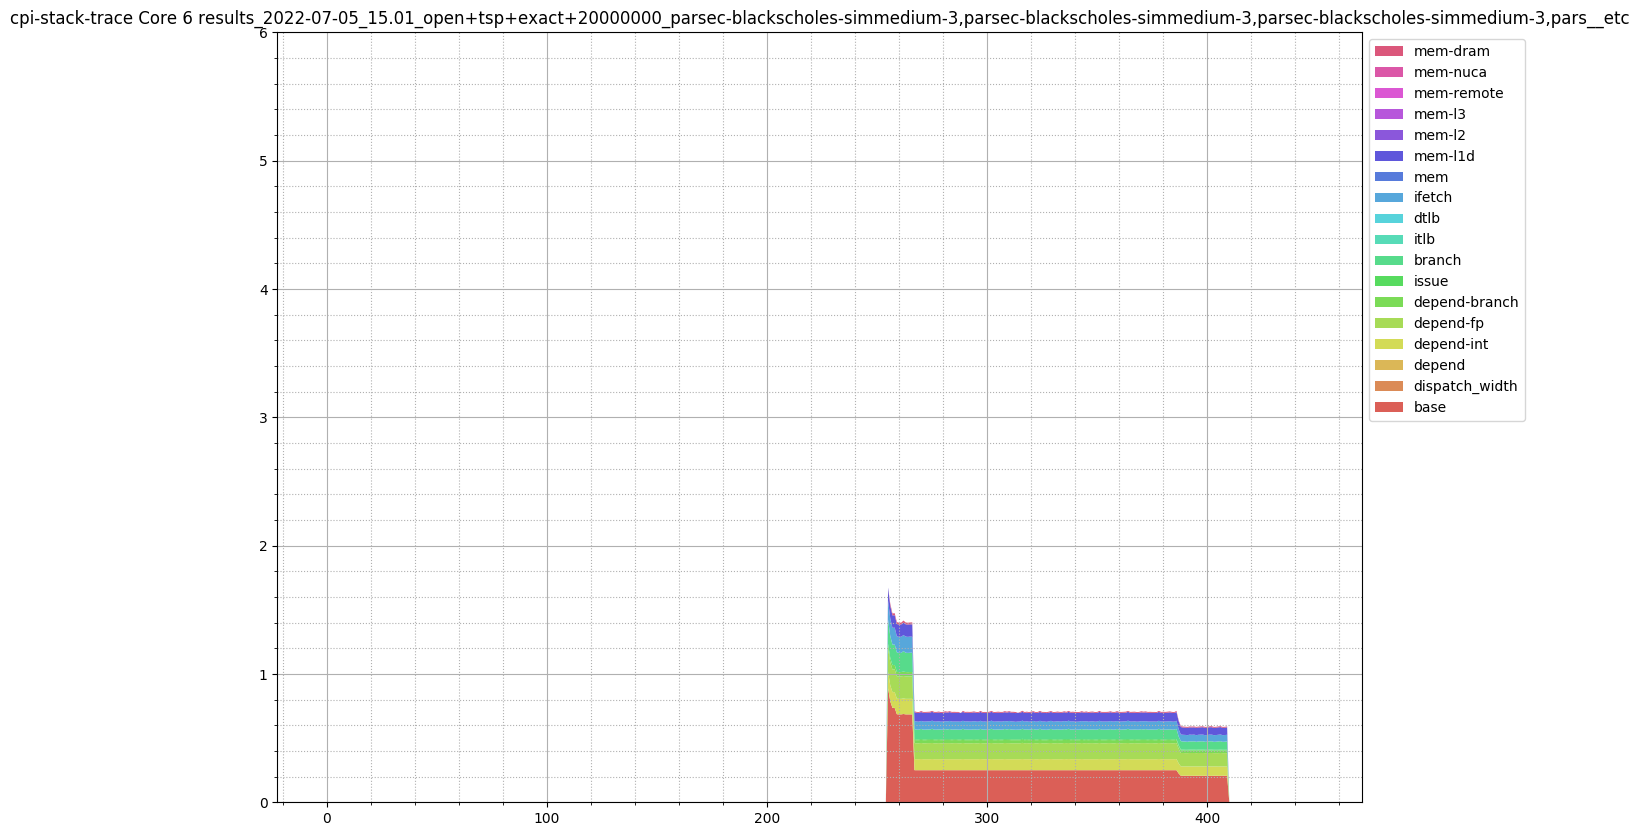 cpi-stack-trace Core 6 results_2022-07-05_15.01_open+tsp+exact+20000000_parsec-blackscholes-simmedium-3,parsec-blackscholes-simmedium-3,parsec-blackscholes-simmedium-3,pars__etc
6
5
4
3
2
1
0
0 100 200 300 400
mem-dram
mem-nuca
mem-remote
mem-l3
mem-l2
mem-l1d
mem
ifetch
dtlb
itlb
branch
issue
depend-branch
depend-fp
depend-int
depend
dispatch_width
base